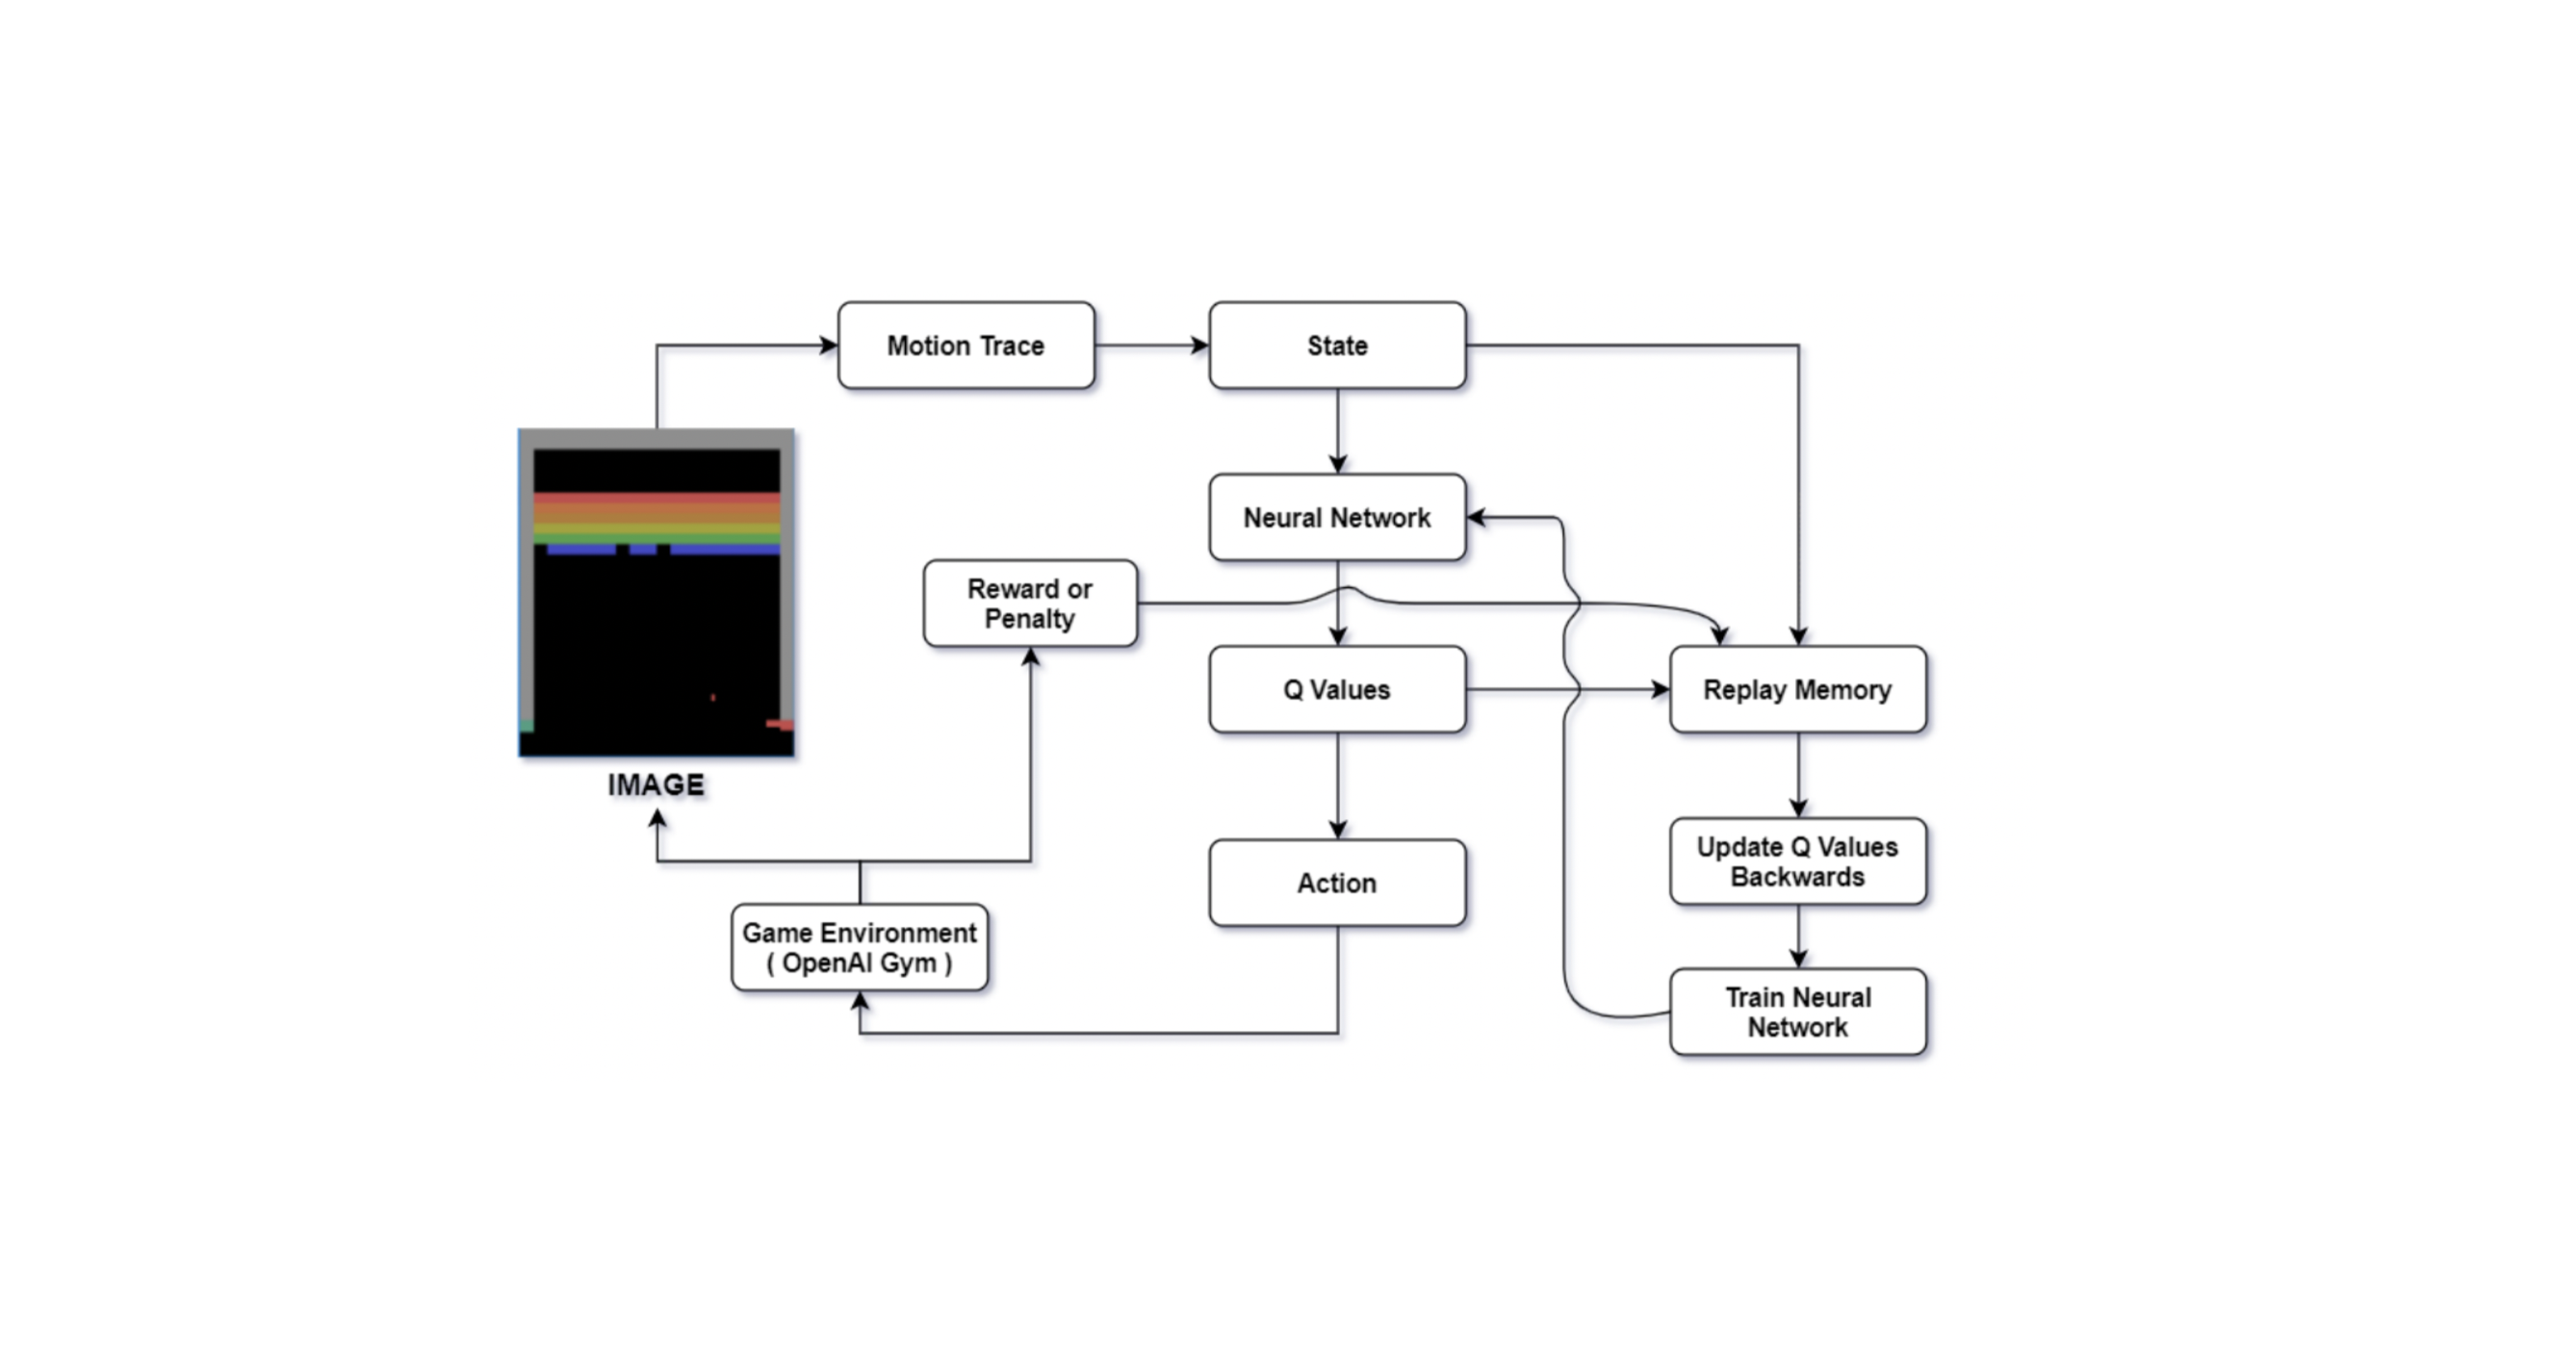 Motion Trace
State
Neural Network
Reward or
Penalty
Q Values
Replay Memory
IMAGE
Update Q Values
Backwards
Action
Game Environment
( OpenAI Gym )
Train Neural
Network